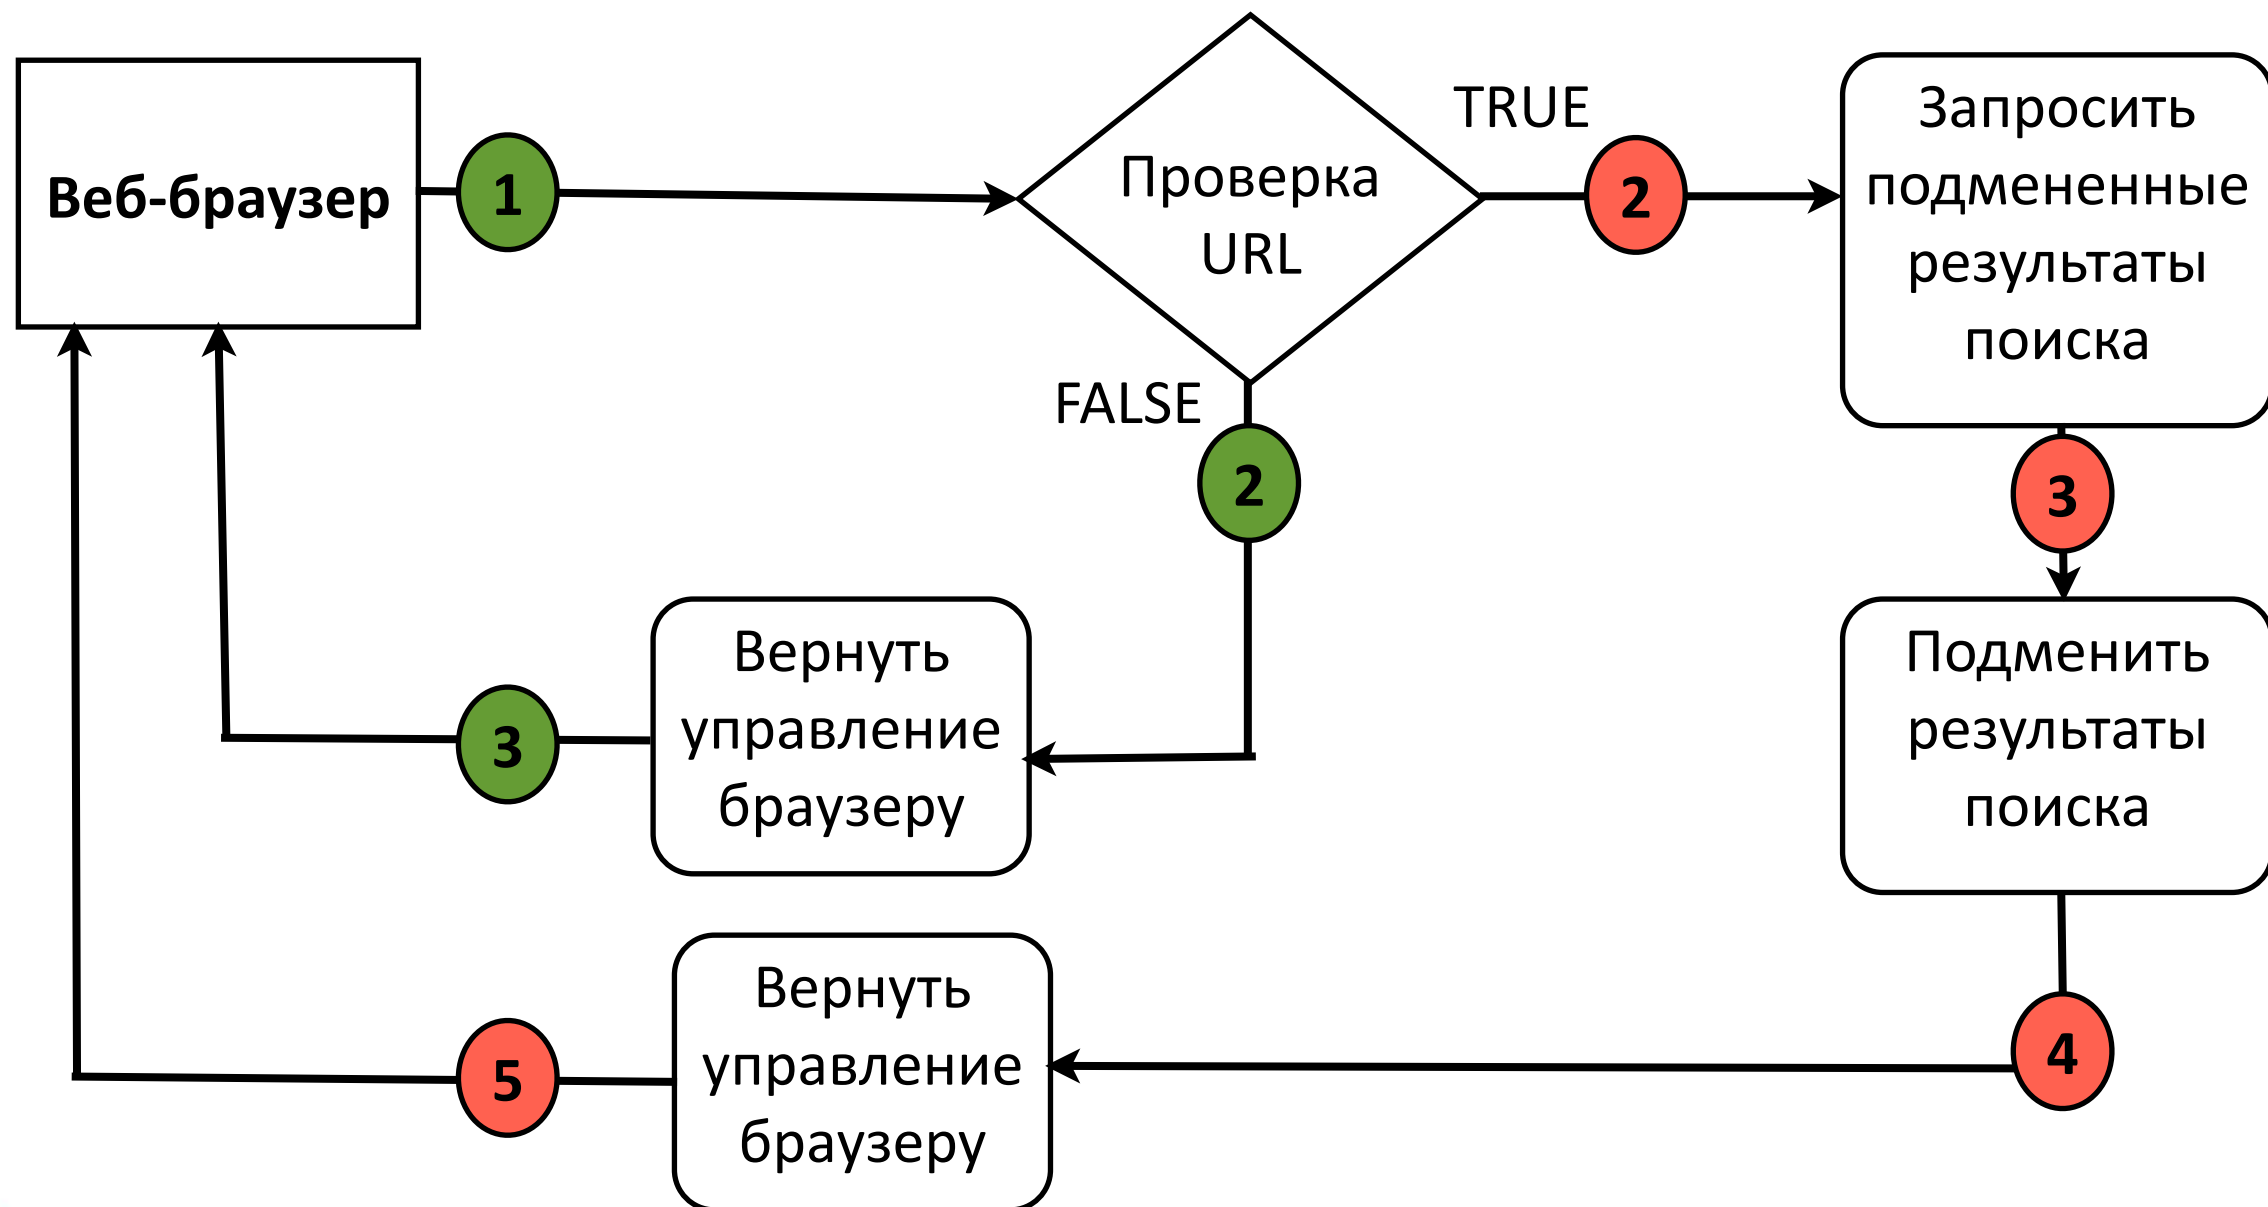 Веб-браузер
1
Проверка
URL
TRUE
2
Запросить
подмененные
результаты
поиска
FALSE
2
3
Вернуть
управление
браузеру
3
Подменить
результаты
поиска
Вернуть
управление
браузеру
5
4